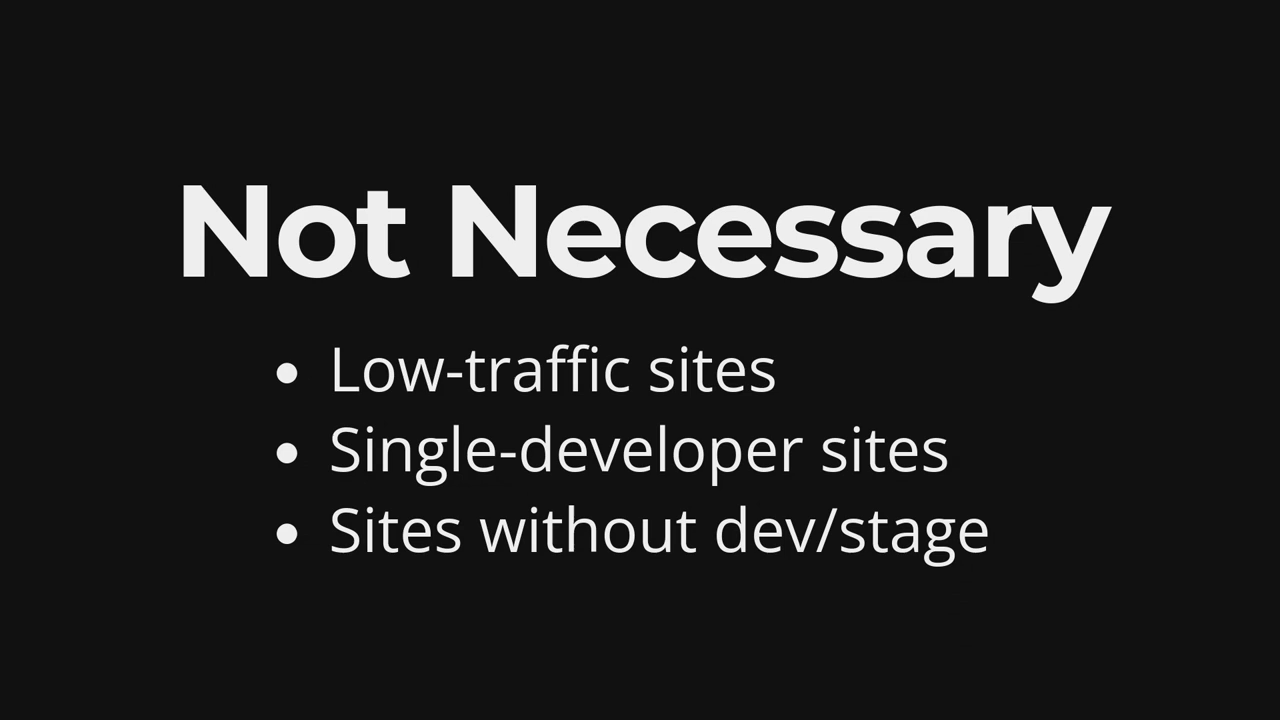 Not Necessary
• Low-traffic sites
• Single-developer sites
• Sites without dev/stage